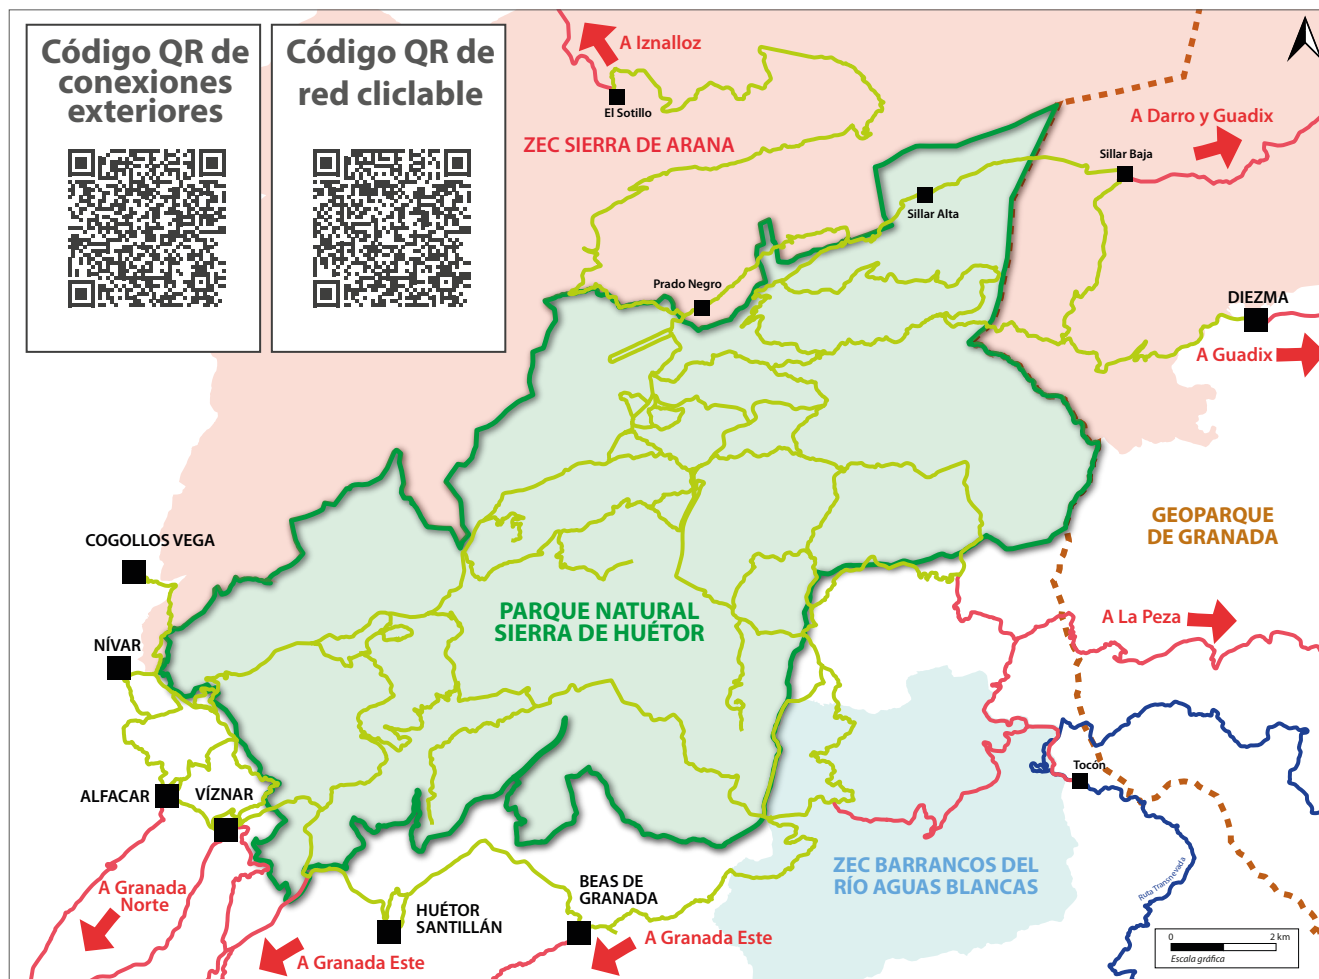 Código QR de
conexiones
exteriores
Código QR de
red cliclable
A Iznalloz
El Sotillo
ZEC SIERRA DE ARANA
A Darro y Guadix
Sillar Baja
Sillar Alta
Prado Negro
DIEZMA
A Guadix
GEOPARQUE
DE GRANADA
COGOLLOS VEGA
PARQUE NATURAL
SIERRA DE HUÉTOR
A La Peza
NÍVAR
Tocón
ALFACAR
VÍZNAR
ZEC BARRANCOS DEL
RÍO AGUAS BLANCAS
Ruta Transnevada
A Granada
Norte
BEAS DE
GRANADA
HUÉTOR
SANTILLÁN
A Granada Este
A Granada Este
0 2 km
Escala gráfica